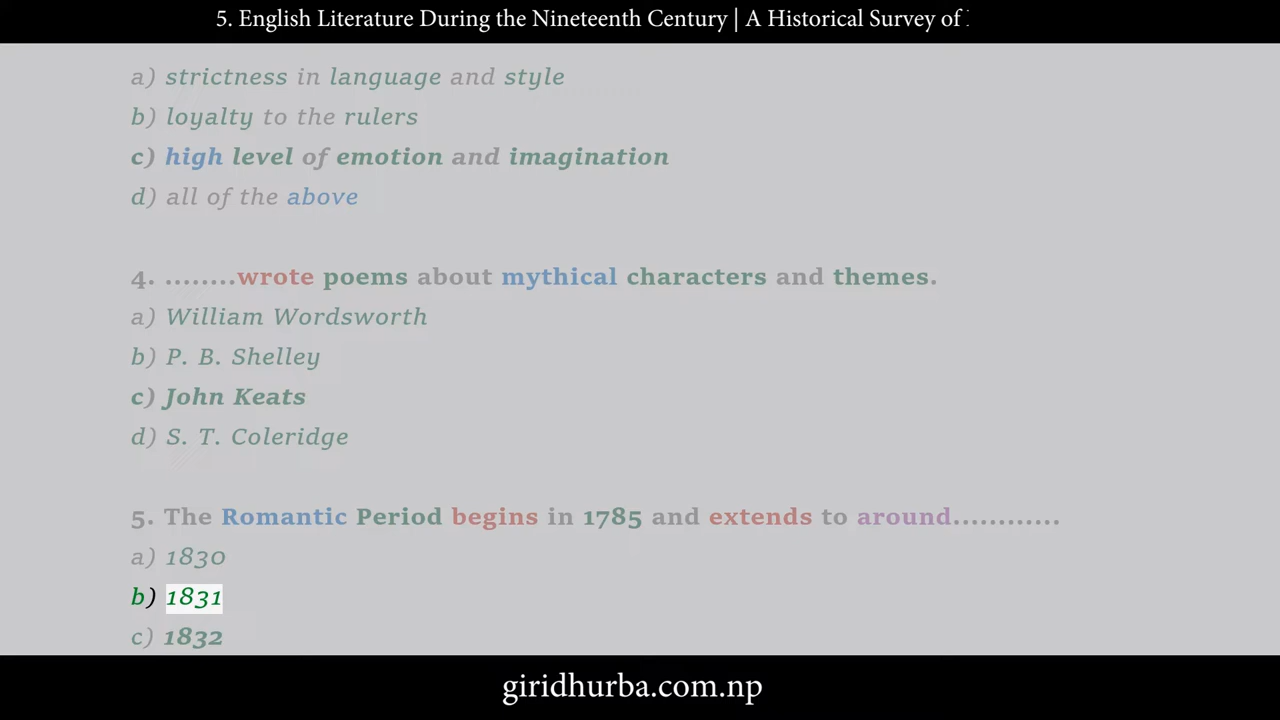 5. English Literature During the Nineteenth Century | A Historical Survey of
a) strictness in language and style
b) loyalty to the rulers
c) high level of emotion and imagination
d) all of the above
4. ........wrote poems about mythical characters and themes.
a) William Wordsworth
b) P. B. Shelley
c) John Keats
d) S. T. Coleridge
5. The Romantic Period begins in 1785 and extends to around............
a) 1830
b) 1831
c) 1832
giridhurba.com.np